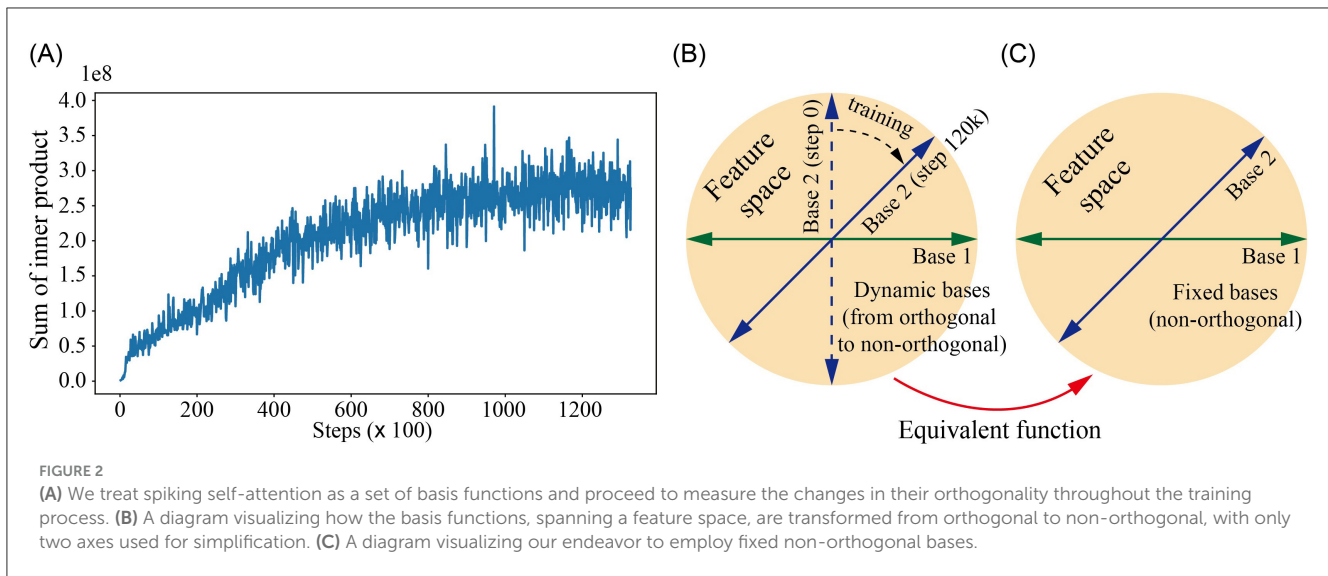 (A)
1e8
4.0
3.5
3.0
2.5
2.0
1.5
1.0
0.5
0.0
Sum of inner product
0
200
400
600
800
1000
1200
Steps (x 100)
(B)
Feature
space
Base 2 (step 0)
training
Base 2 (step 120k)
Base 1
Dynamic bases
(from orthogonal
to non-orthogonal)
(C)
Feature
space
Base 2
Base 1
Fixed bases
(non-orthogonal)
Equivalent function
FIGURE 2
(A) We treat spiking self-attention as a set of basis functions and proceed to measure the changes in their orthogonality throughout the training
process. (B) A diagram visualizing how the basis functions, spanning a feature space, are transformed from orthogonal to non-orthogonal, with only
two axes used for simplification. (C) A diagram visualizing our endeavor to employ fixed non-orthogonal bases.